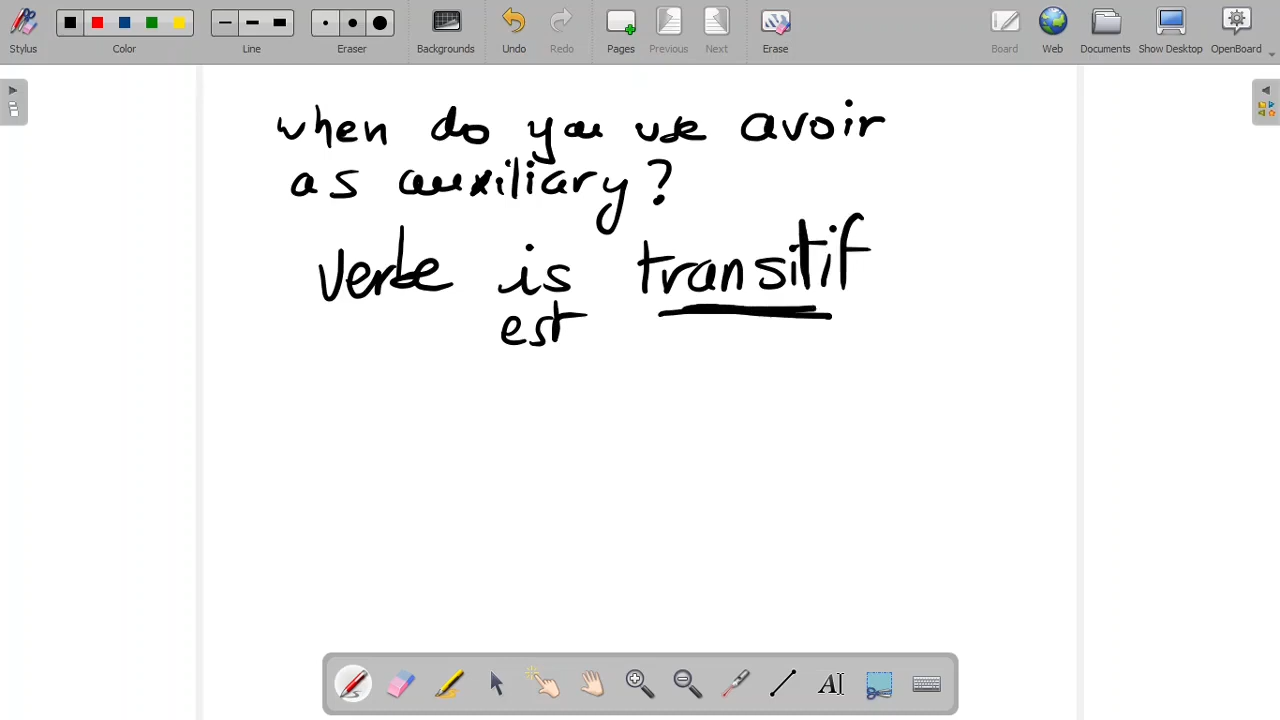 Stylus
Color
Line
Eraser
Backgrounds
Undo
Redo
Pages
Previous
Next
Erase
Board
Web
Documents
Show Desktop
OpenBoard
when do you use avoir
as auxiliary?
verbe is transitif
est
AI